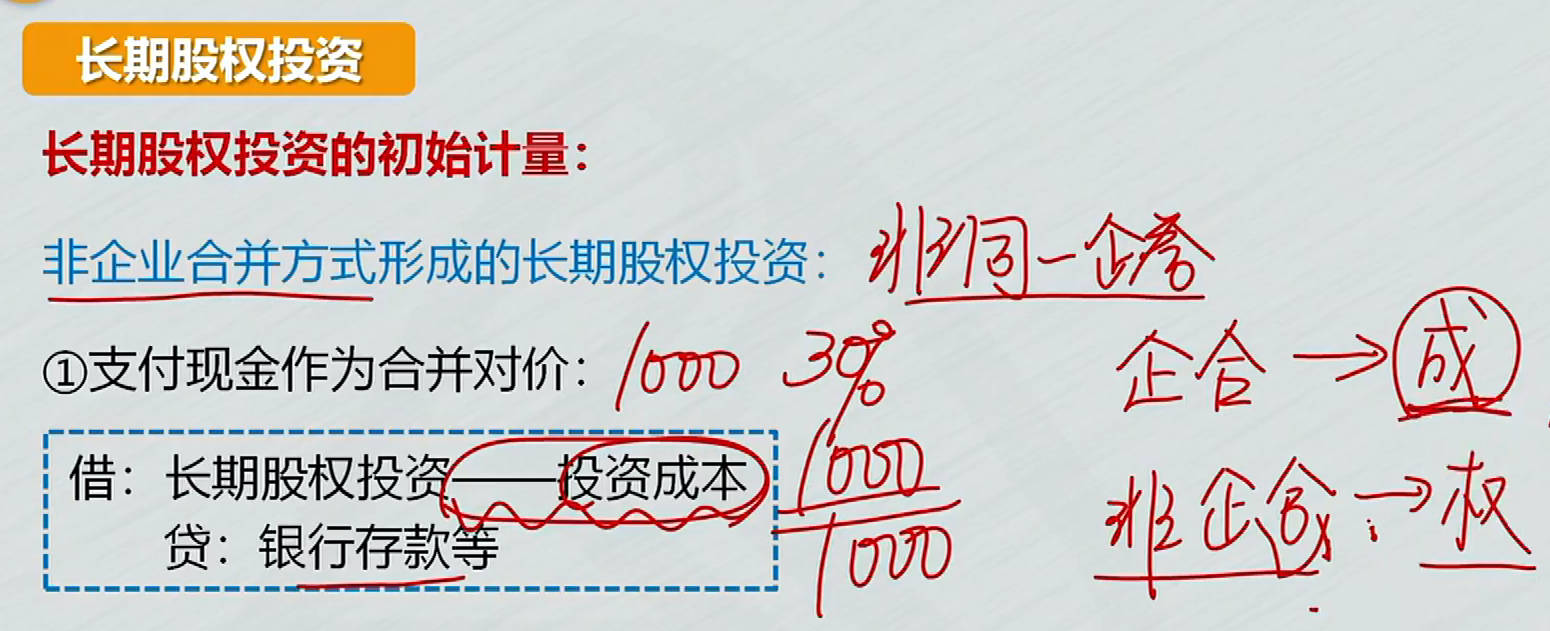 长期股权投资
长期股权投资的初始计量：
非企业合并方式形成的长期股权投资： 非同一企合
①支付现金作为合并对价： 1000 30% 企合→成
借：长期股权投资——投资成本 1000
贷：银行存款等 1000
非企合→权